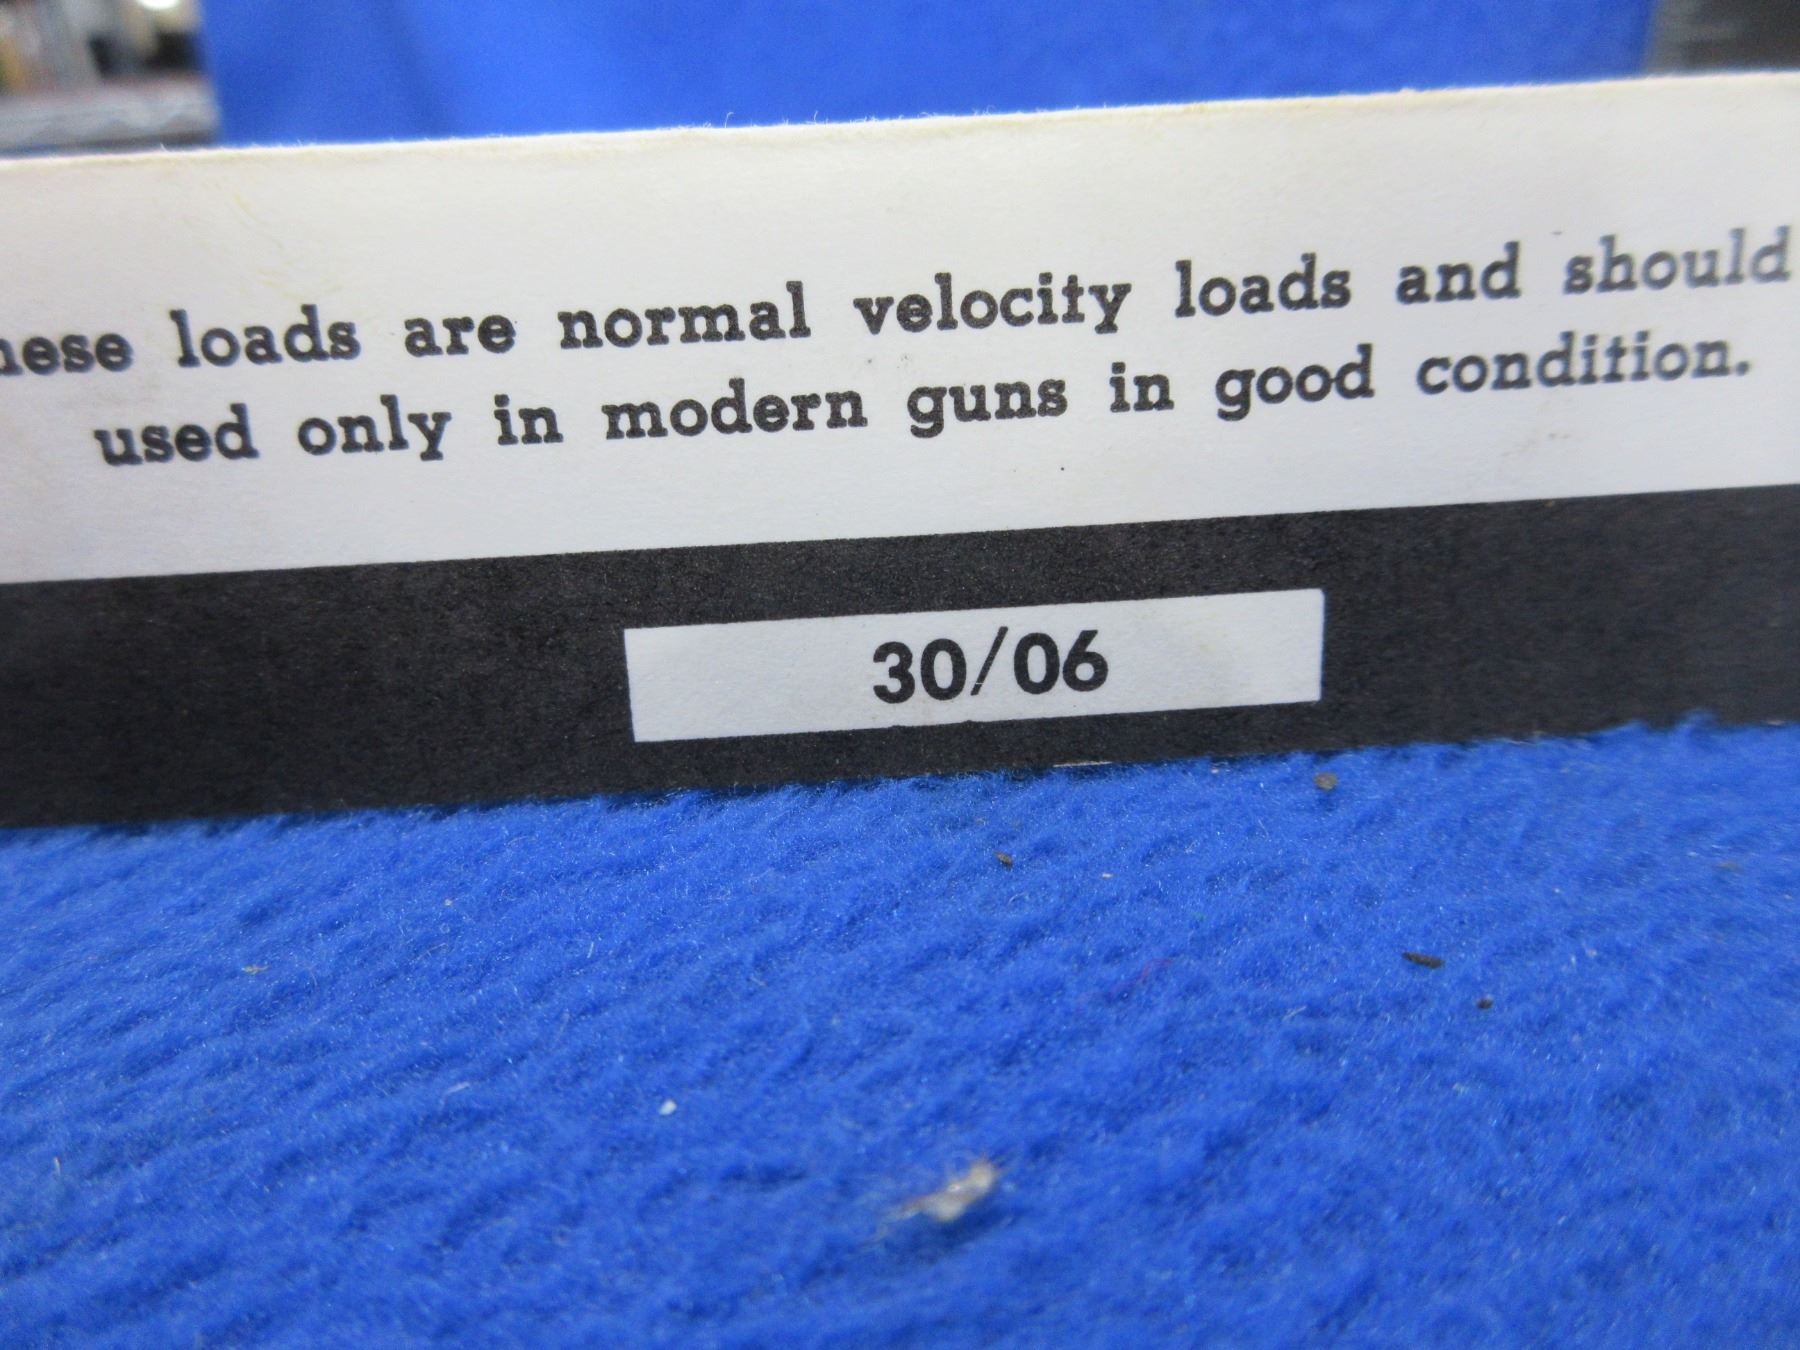 hese loads are normal velocity loads and should
used only in modern guns in good condition.
30/06